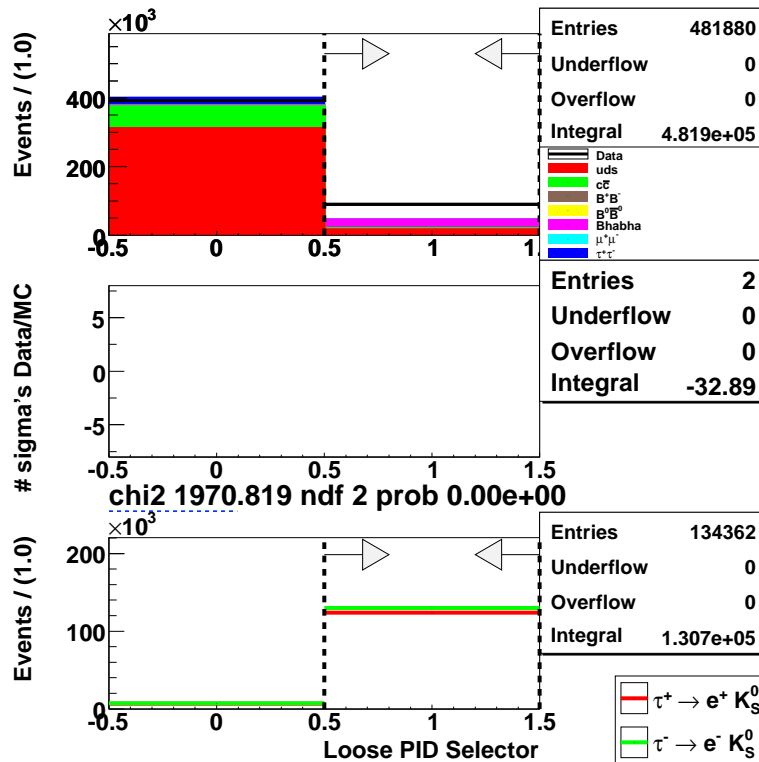 ×10³
Events / (1.0)
400
200
0
-0.5 0 0.5 1 1.5
Entries 481880
Underflow 0
Overflow 0
Integral 4.819e+05
Data
uds
cc̅
B⁺B⁻
B⁰B̅⁰
Bhabha
μ⁺μ⁻
τ⁺τ⁻
# sigma's Data/MC
5
0
-5
-0.5 0 0.5 1 1.5
Entries 2
Underflow 0
Overflow 0
Integral -32.89
chi2 1970.819 ndf 2 prob 0.00e+00
×10³
Events / (1.0)
200
100
0
-0.5 0 0.5 1 1.5
Loose PID Selector
Entries 134362
Underflow 0
Overflow 0
Integral 1.307e+05
τ⁺ → e⁺ K⁰_S
τ⁻ → e⁻ K⁰_S